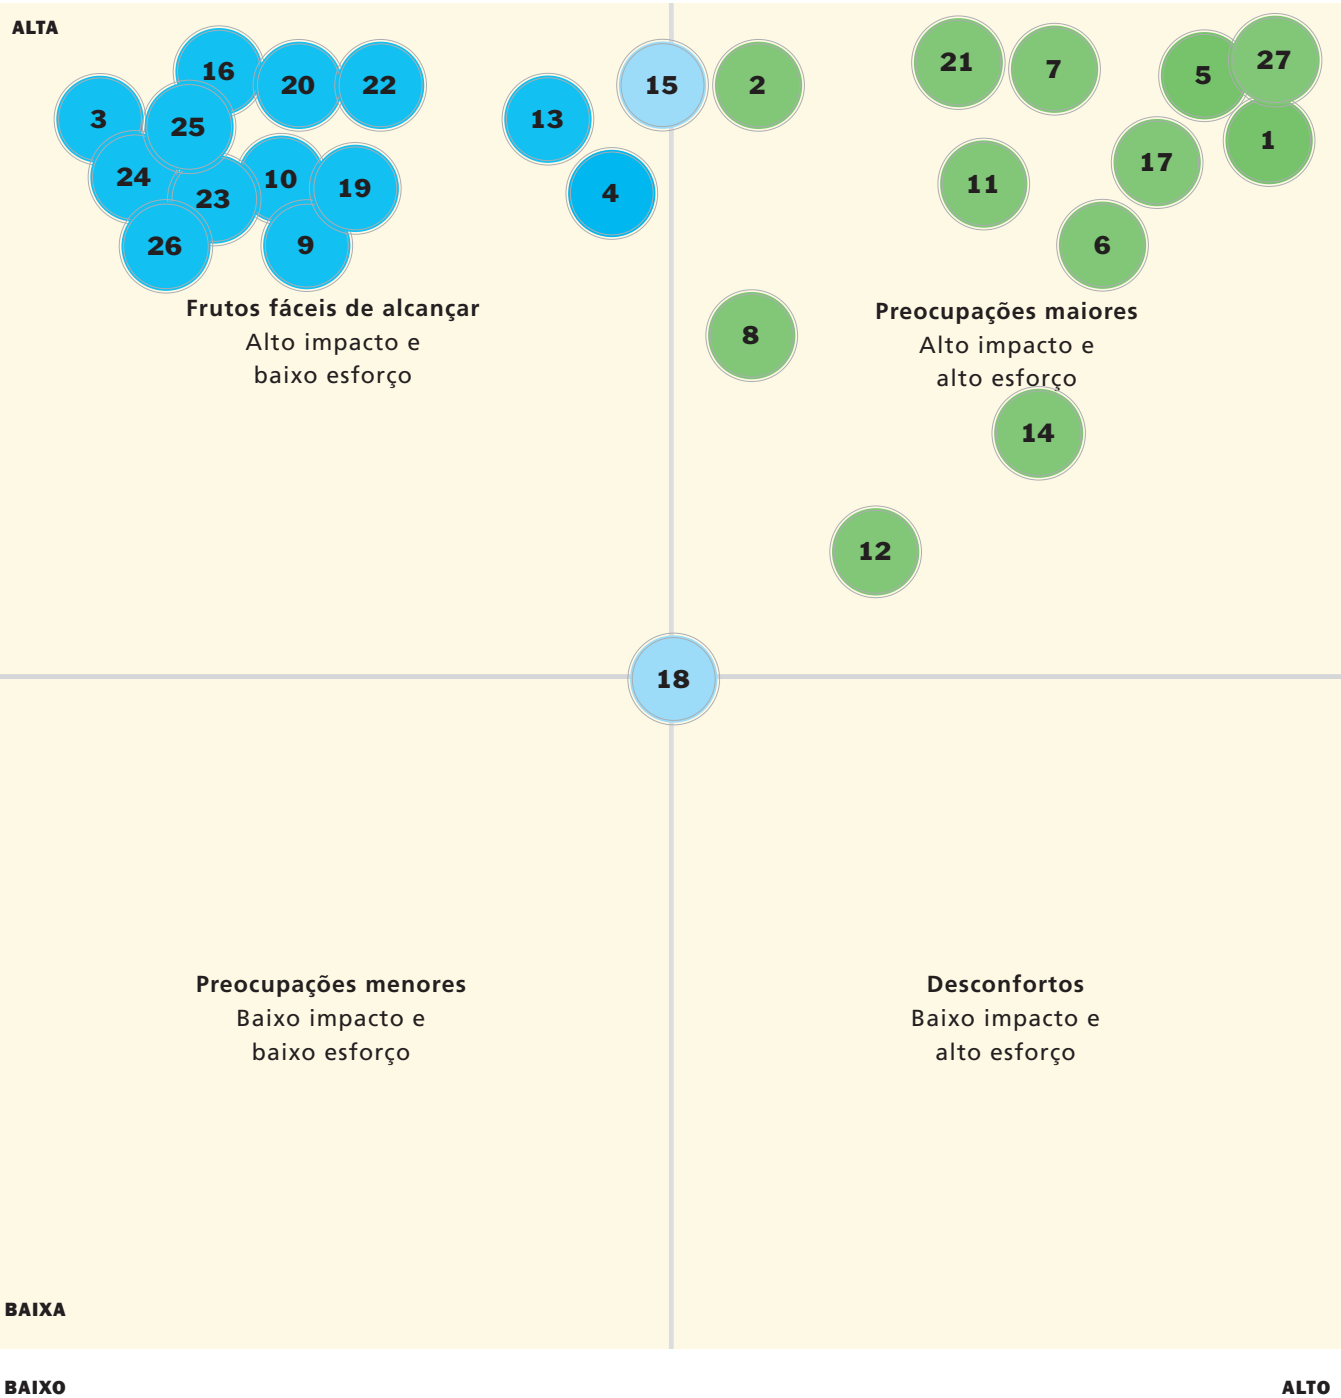 ALTA
16
20
22
3
25
24
23
10
19
26
9
13
4
15
2
21
7
5
27
1
17
11
6
8
14
12
Frutos fáceis de alcançar
Alto impacto e
baixo esforço
Preocupações maiores
Alto impacto e
alto esforço
18
Preocupações menores
Baixo impacto e
baixo esforço
Desconfortos
Baixo impacto e
alto esforço
BAIXA
BAIXO
ALTO